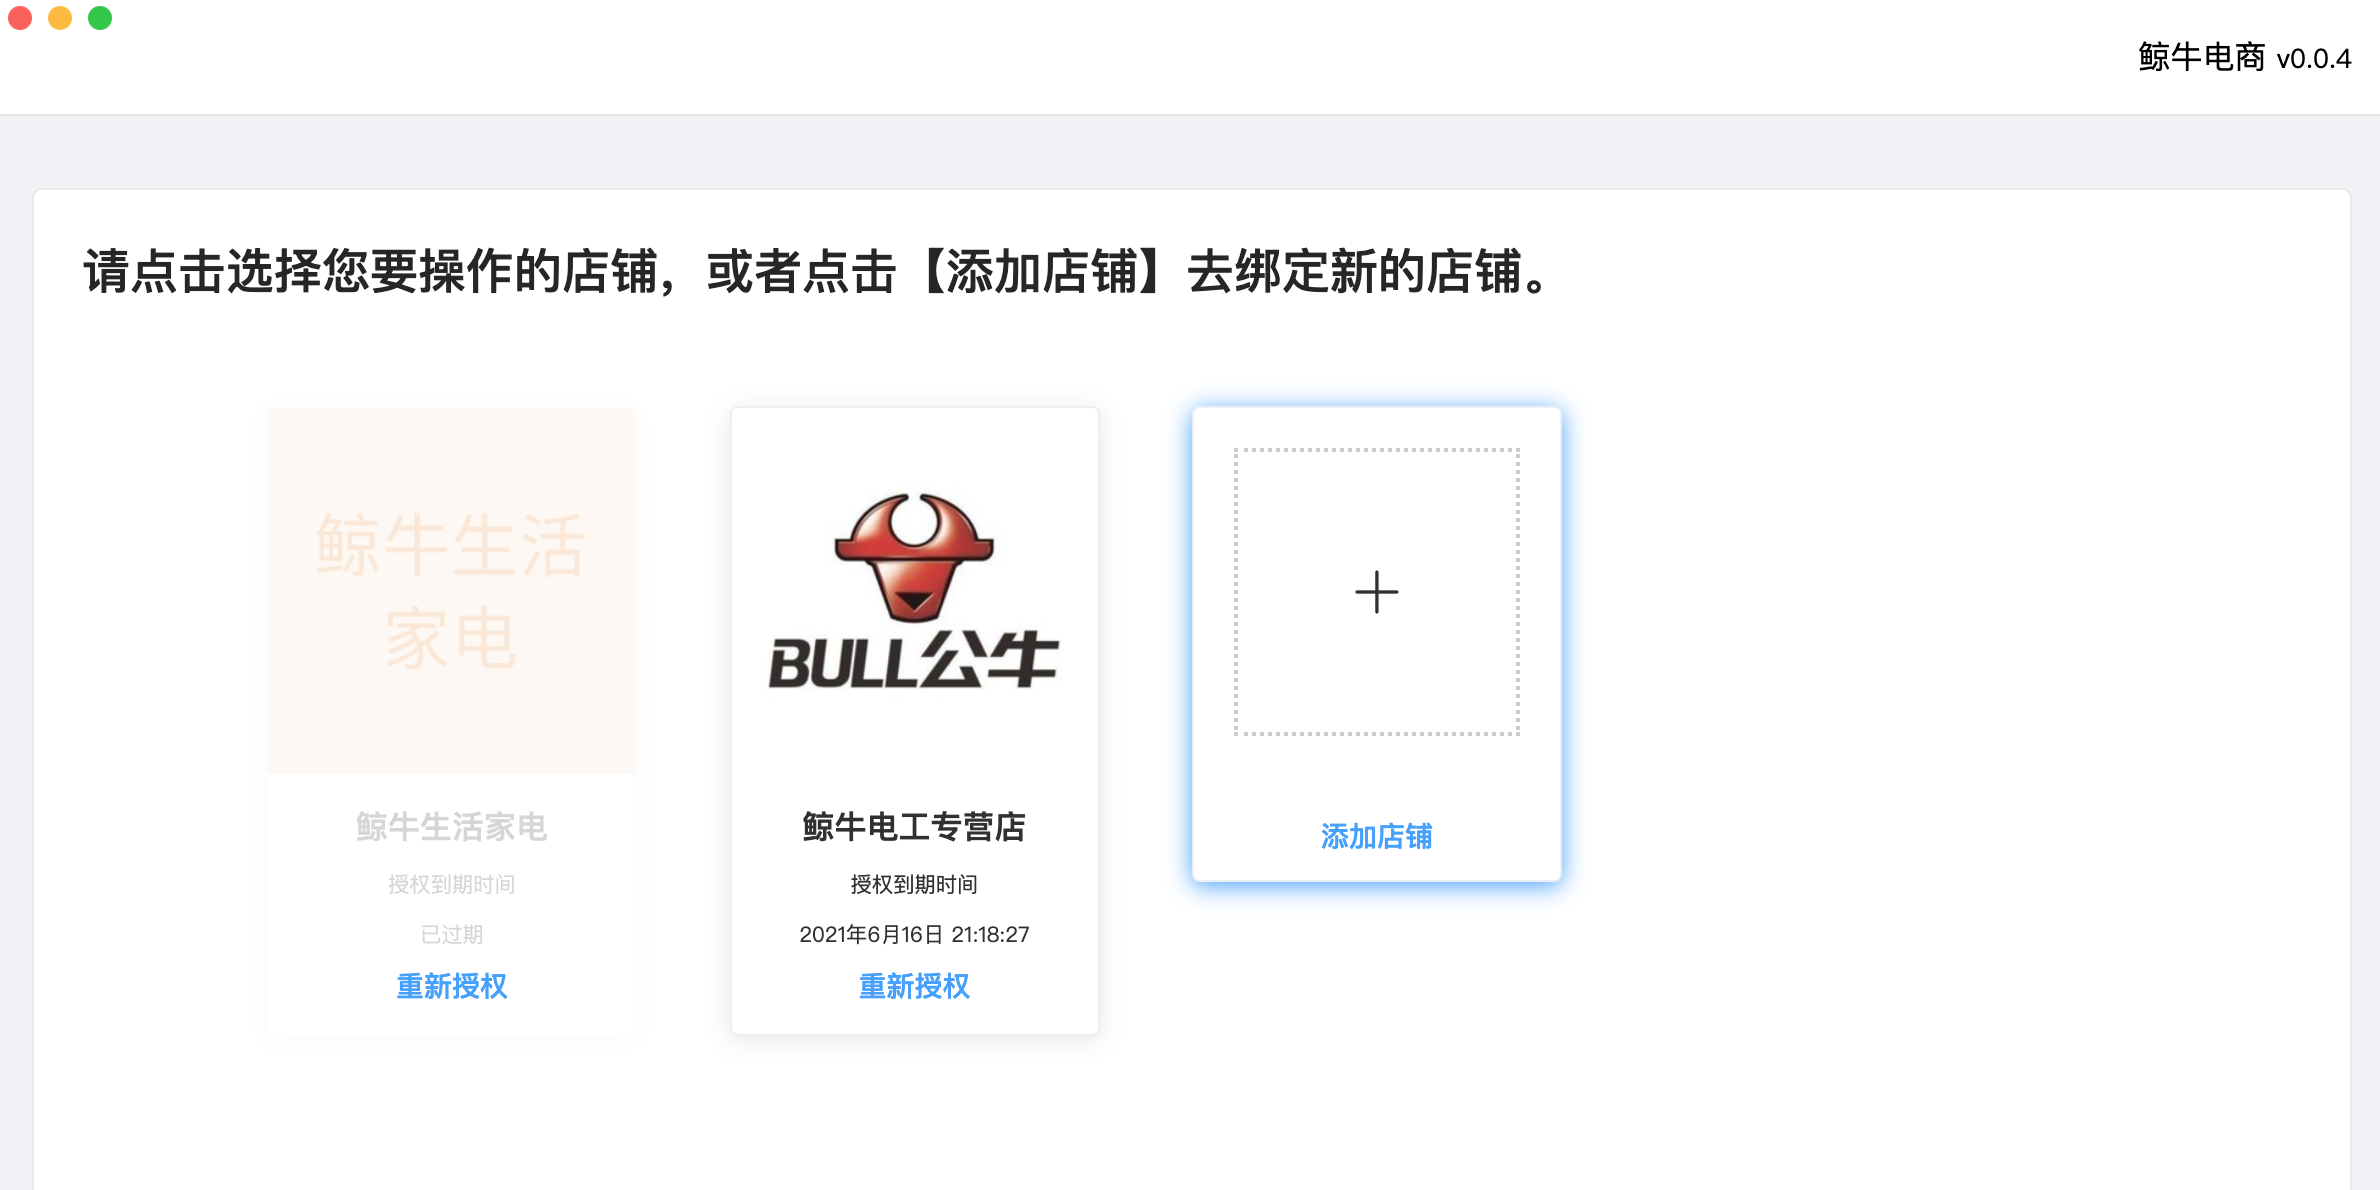 鲸牛电商 v0.0.4
请点击选择您要操作的店铺，或者点击【添加店铺】去绑定新的店铺。
鲸牛生活
家电
鲸牛生活家电
授权到期时间
已过期
重新授权
BULL公牛
鲸牛电工专营店
授权到期时间
2021年6月16日 21:18:27
重新授权
添加店铺